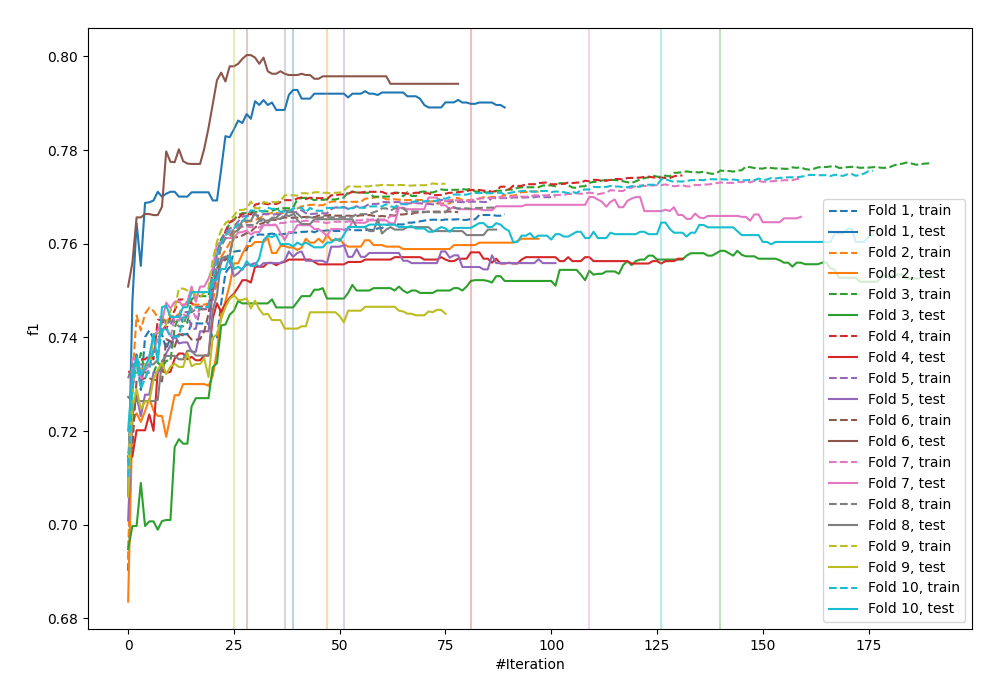 0.80
0.78
0.76
0.74
0.72
0.70
0.68
f1
0
25
50
75
100
125
150
175
#Iteration
Fold 1, train
Fold 1, test
Fold 2, train
Fold 2, test
Fold 3, train
Fold 3, test
Fold 4, train
Fold 4, test
Fold 5, train
Fold 5, test
Fold 6, train
Fold 6, test
Fold 7, train
Fold 7, test
Fold 8, train
Fold 8, test
Fold 9, train
Fold 9, test
Fold 10, train
Fold 10, test